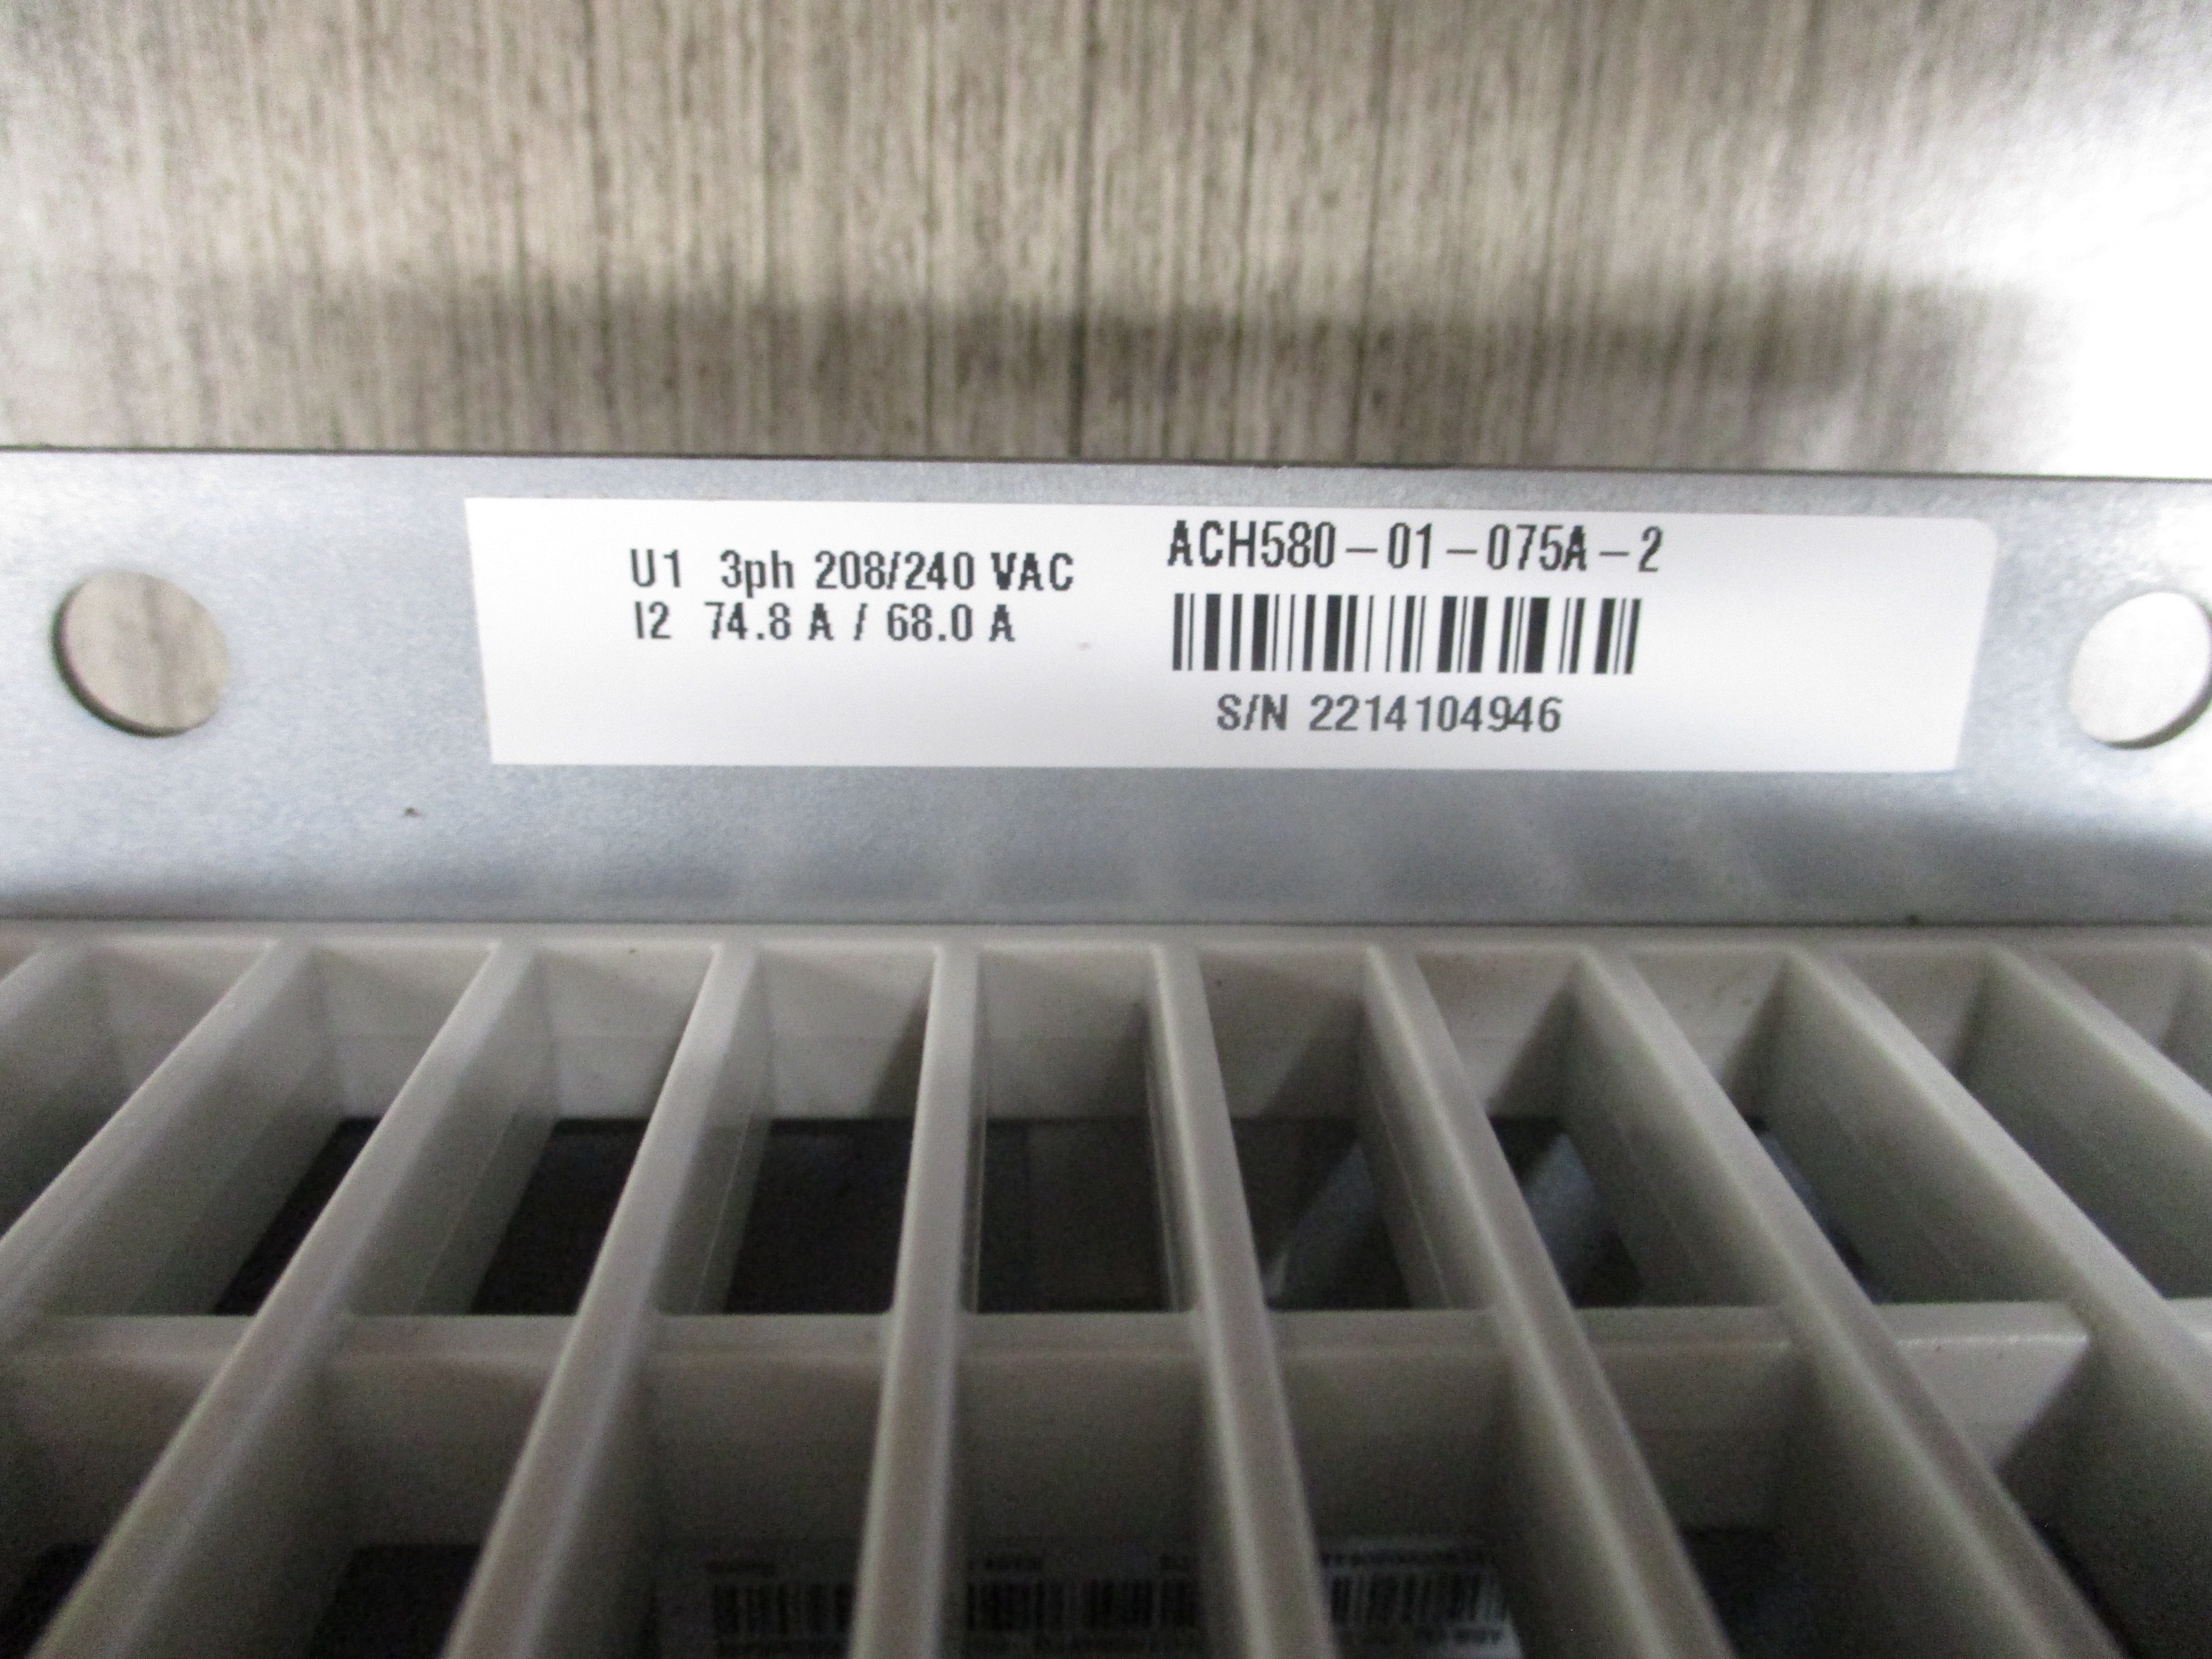 U1 3ph 208/240 VAC
I2 74.8 A / 68.0 A
ACH580-01-075A-2
S/N 2214104946